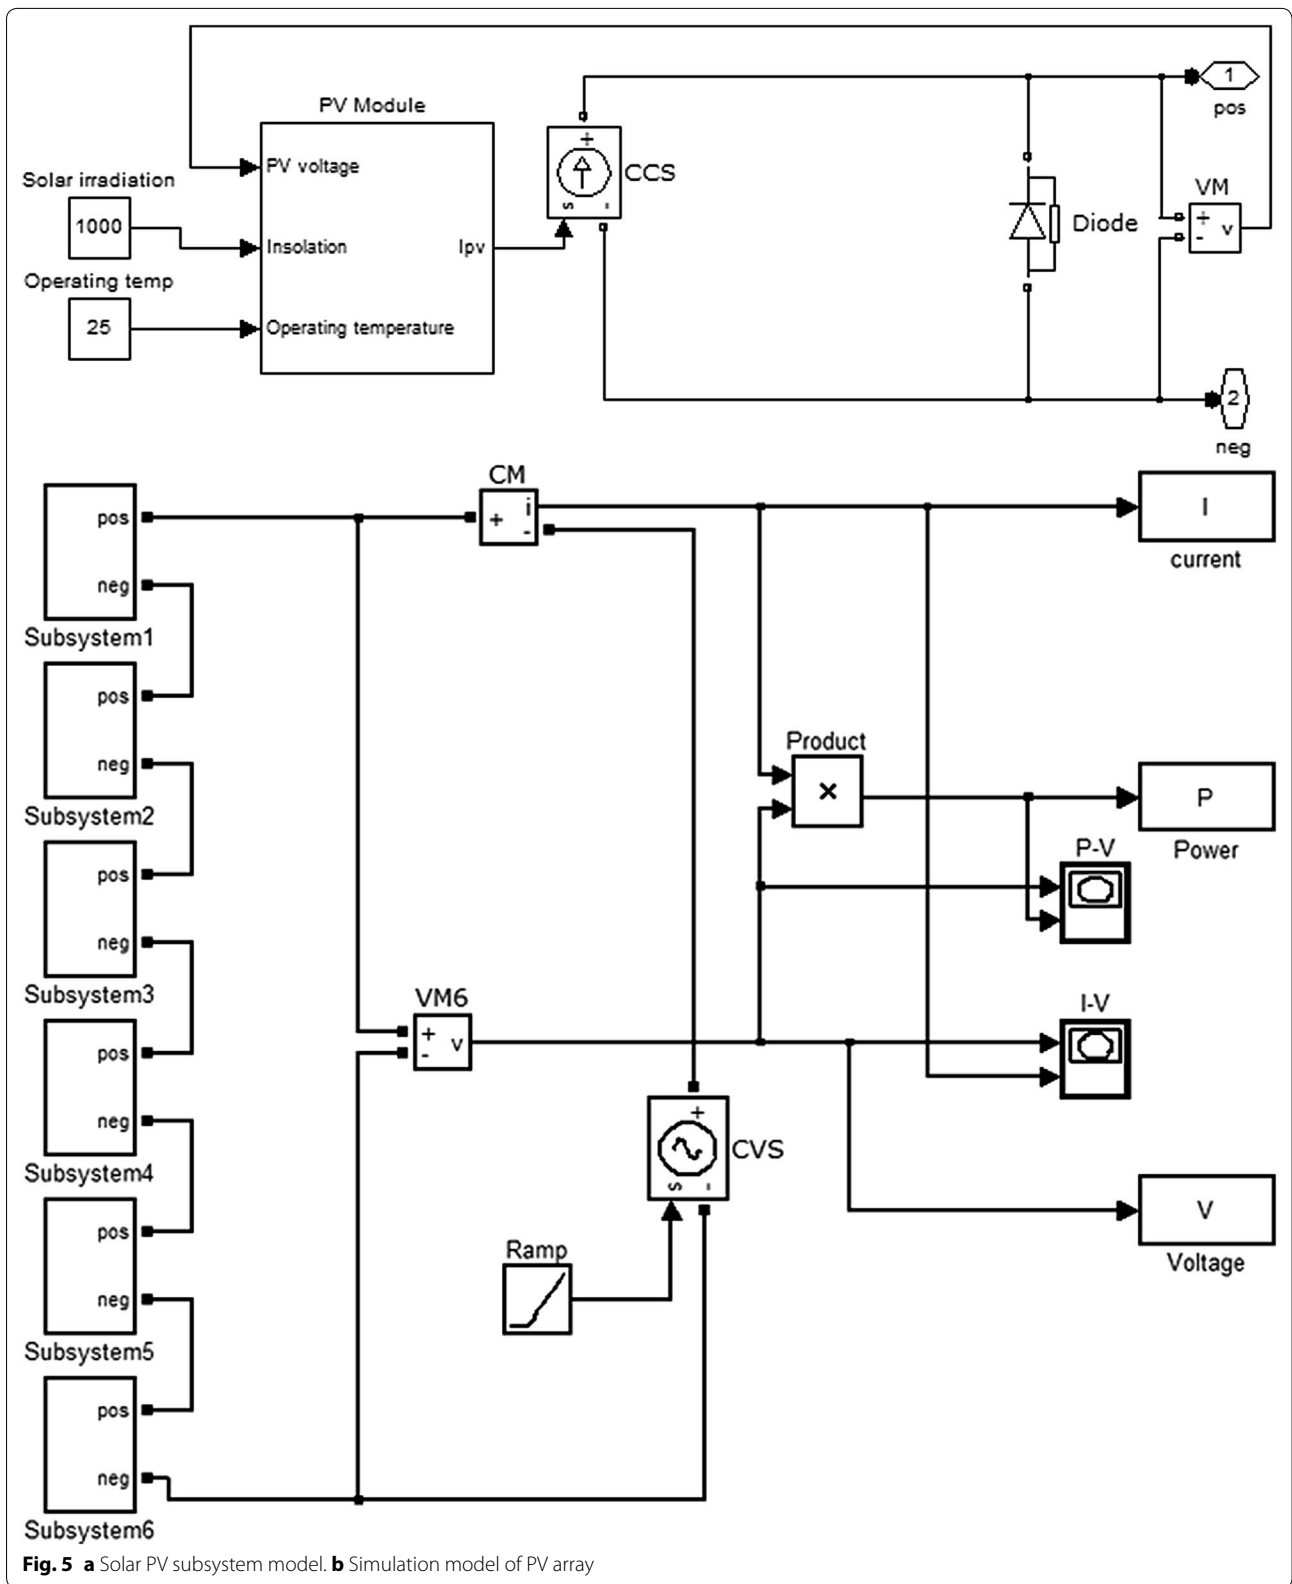 PV Module
1
pos
PV voltage
Solar irradiation
+
CCS
VM
s -
1000
Insolation
Ipv
Diode
+
- v
Operating temp
25
Operating temperature
2
neg
CM
pos
+ i
-
I
current
neg
Subsystem1
pos
Product
neg
×
P
Subsystem2
P-V
Power
pos
neg
Subsystem3
VM6
I-V
pos
+
- v
neg
+
CVS
s -
Subsystem4
pos
V
Ramp
Voltage
neg
Subsystem5
pos
neg
Subsystem6
Fig. 5 a Solar PV subsystem model. b Simulation model of PV array